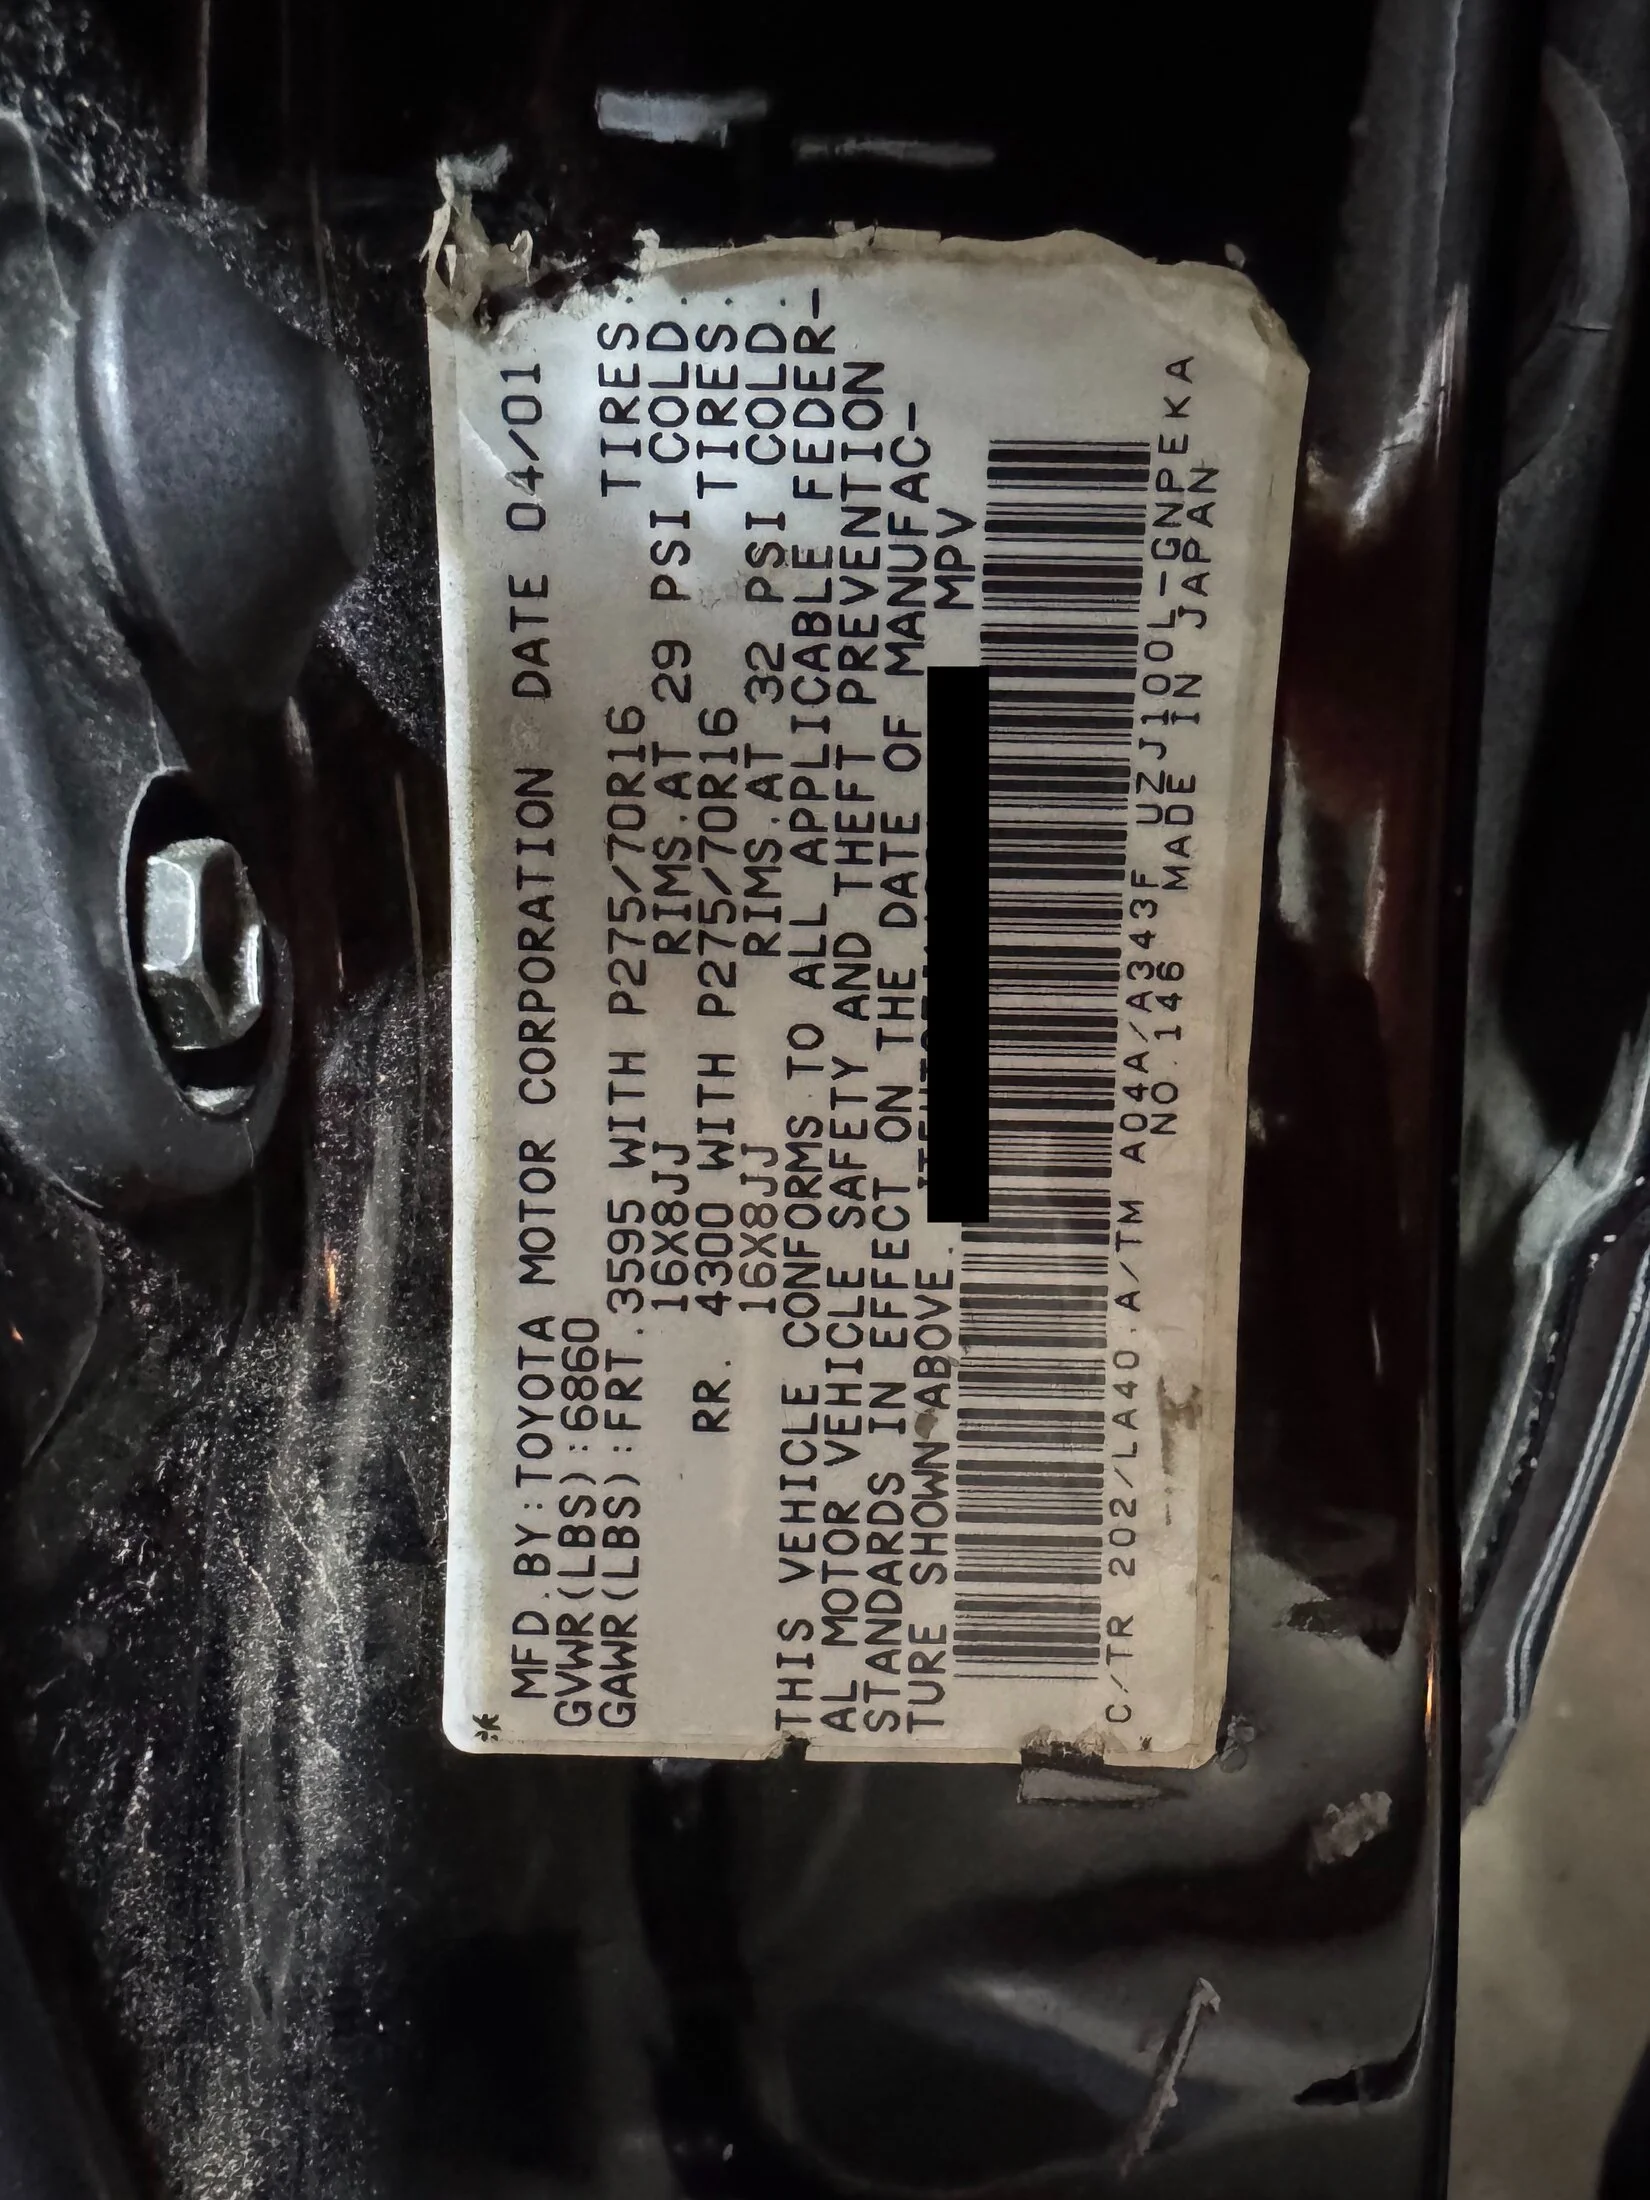 MFD.BY:TOYOTA MOTOR CORPORATION DATE 04/01
GVWR(LBS):6860
GAWR(LBS):FRT.3595 WITH P275/70R16 TIRES.
16X8JJ RIMS.AT 29 PSI COLD.
RR. 4300 WITH P275/70R16 TIRES.
16X8JJ RIMS.AT 32 PSI COLD.
THIS VEHICLE CONFORMS TO ALL APPLICABLE FEDER-
AL MOTOR VEHICLE SAFETY AND THEFT PREVENTION
STANDARDS IN EFFECT ON THE DATE OF MANUFAC-
TURE SHOWN ABOVE. MPV
C/TR 202/LA40.A/TM A04A/A343F UZJ100L-GNPEKA
NO.146 MADE IN JAPAN